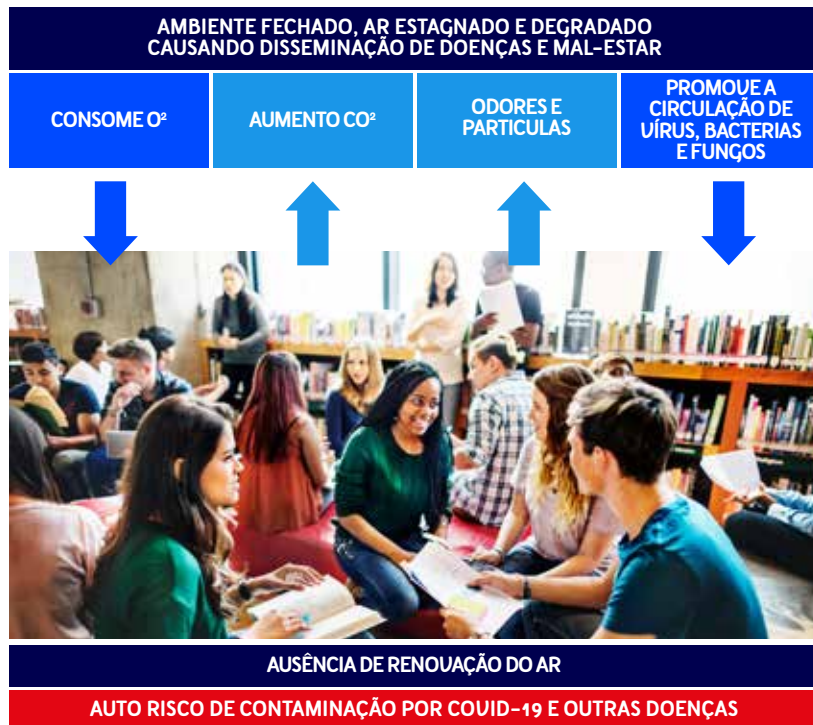 AMBIENTE FECHADO, AR ESTAGNADO E DEGRADADO
CAUSANDO DISSEMINAÇÃO DE DOENÇAS E MAL-ESTAR
CONSOME O²
AUMENTO CO²
ODORES E
PARTICULAS
PROMOVE A
CIRCULAÇÃO DE
VÍRUS, BACTERIAS
E FUNGOS
AUSÊNCIA DE RENOVAÇÃO DO AR
AUTO RISCO DE CONTAMINAÇÃO POR COVID-19 E OUTRAS DOENÇAS